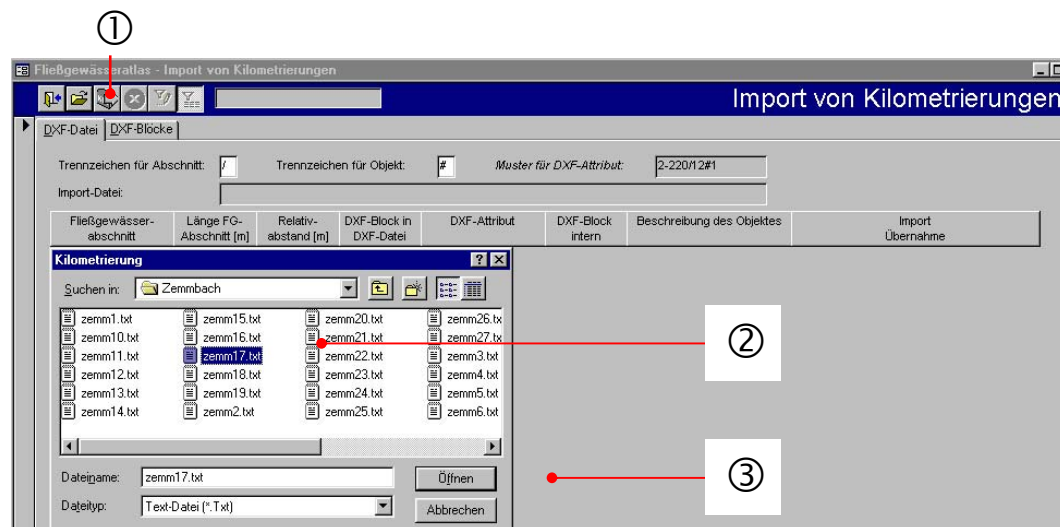 ①
Fließgewässeratlas - Import von Kilometrierungen
Import von Kilometrierungen
DXF-Datei DXF-Blöcke
Trennzeichen für Abschnitt: / Trennzeichen für Objekt: # Muster für DXF-Attribut: 2-220/12#1
Import-Datei:
Fließgewässer- Länge FG- Relativ- DXF-Block in DXF-Attribut DXF-Block Beschreibung des Objektes Import
abschnitt Abschnitt [m] abstand [m] DXF-Datei intern Übernahme
Kilometrierung
Suchen in: Zemmbach
zemm1.txt zemm15.txt zemm20.txt zemm26.tx
zemm10.txt zemm16.txt zemm21.txt zemm27.tx
zemm11.txt zemm17.txt zemm22.txt zemm3.txt
zemm12.txt zemm18.txt zemm23.txt zemm4.txt
zemm13.txt zemm19.txt zemm24.txt zemm5.txt
zemm14.txt zemm2.txt zemm25.txt zemm6.txt
②
Dateiname: zemm17.txt Öffnen
③
Dateityp: Text-Datei (*.Txt) Abbrechen